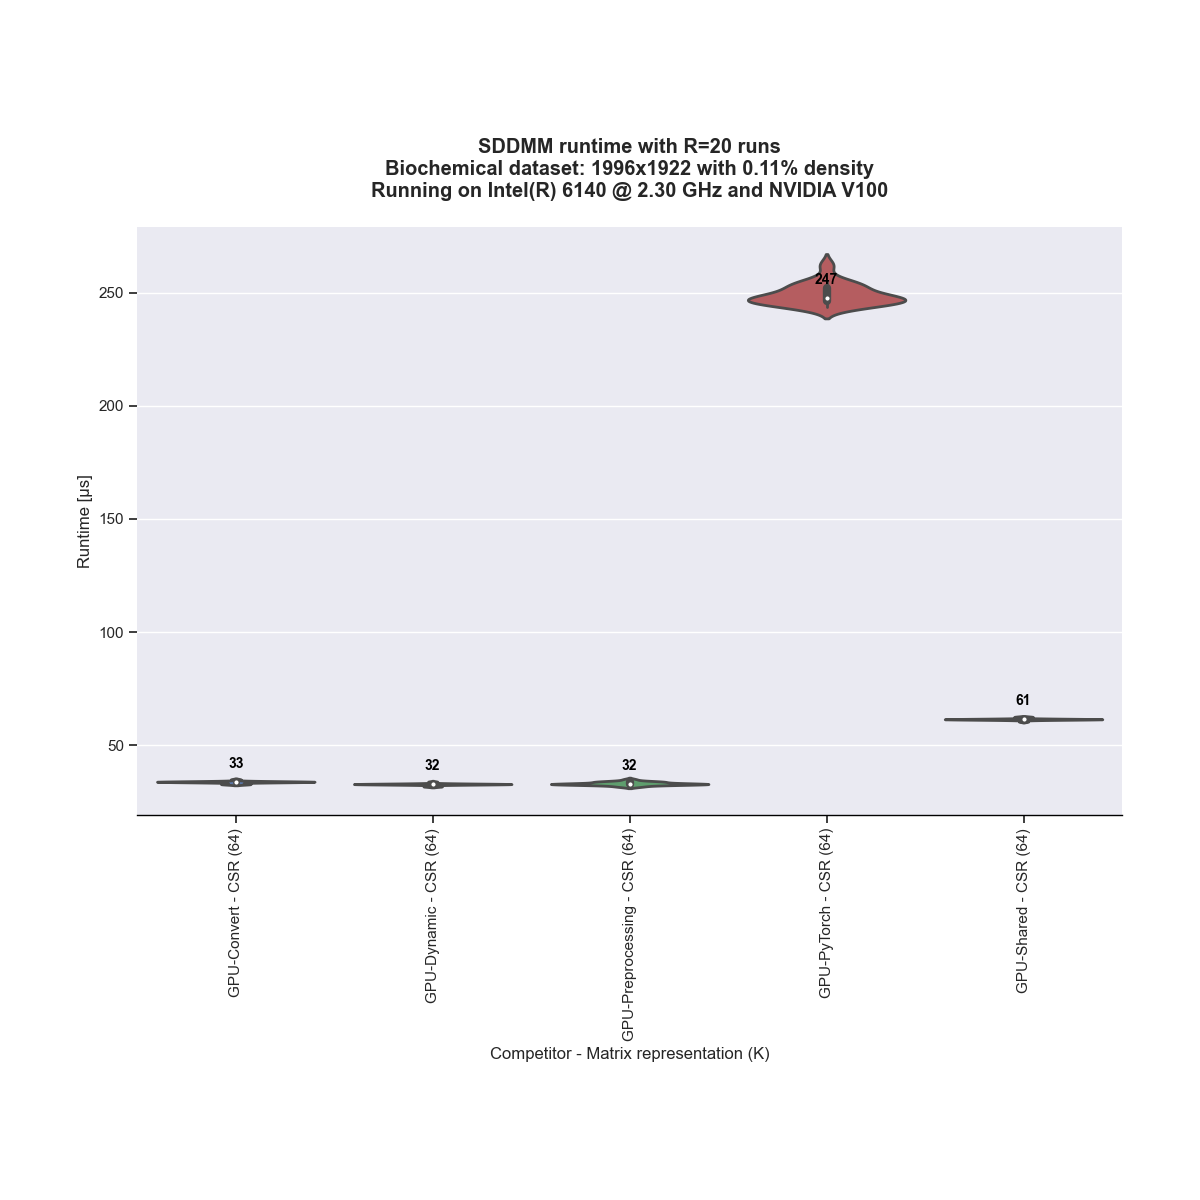 SDDMM runtime with R=20 runs
Biochemical dataset: 1996x1922 with 0.11% density
Running on Intel(R) 6140 @ 2.30 GHz and NVIDIA V100
Runtime [µs]
250
200
150
100
50
33
32
32
247
61
GPU-Convert - CSR (64)
GPU-Dynamic - CSR (64)
GPU-Preprocessing - CSR (64)
GPU-PyTorch - CSR (64)
GPU-Shared - CSR (64)
Competitor - Matrix representation (K)